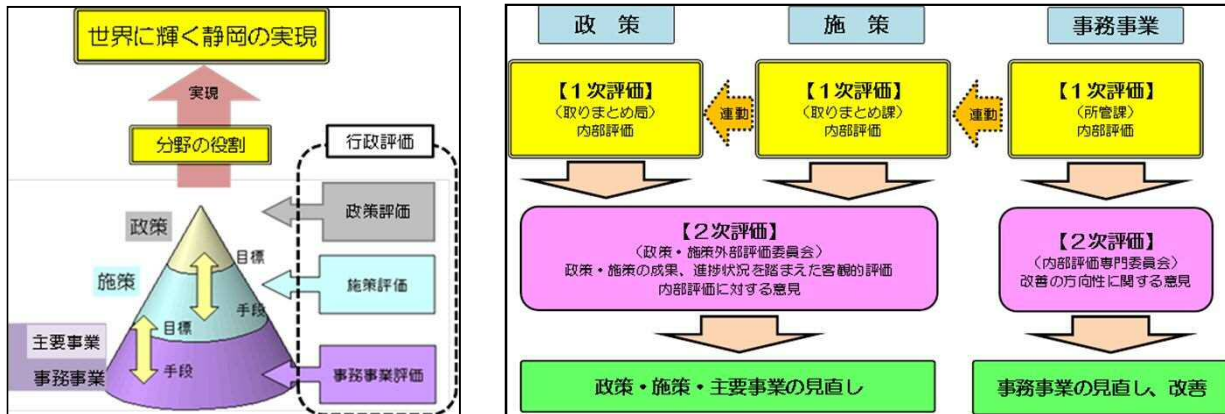 世界に輝く静岡の実現
実現
分野の役割
行政評価
政策
政策評価
目標
施策
施策評価
手段
目標
主要事業
手段
事務事業
事務事業評価
政 策
施 策
事務事業
【1次評価】
(取りまとめ局)
内部評価
連動
【1次評価】
(取りまとめ課)
内部評価
連動
【1次評価】
(所管課)
内部評価
【2次評価】
(政策・施策外部評価委員会)
政策・施策の成果、進捗状況を踏まえた客観的評価
内部評価に対する意見
【2次評価】
(内部評価専門委員会)
改善の方向性に関する意見
政策・施策・主要事業の見直し
事務事業の見直し、改善